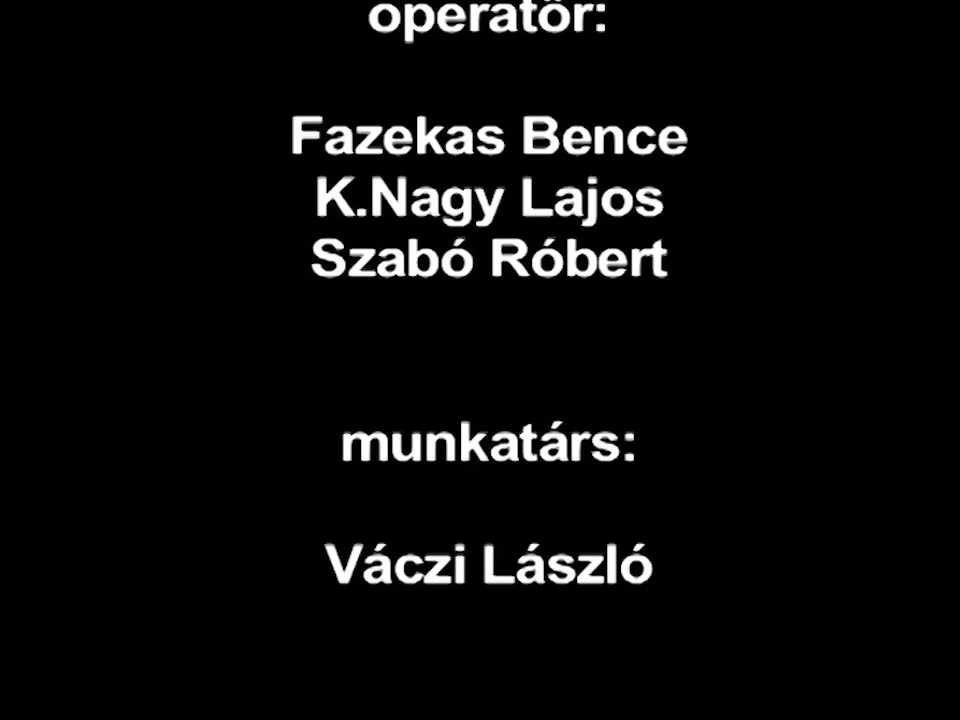 operatőr:
Fazekas Bence
K.Nagy Lajos
Szabó Róbert
munkatárs:
Váczi László